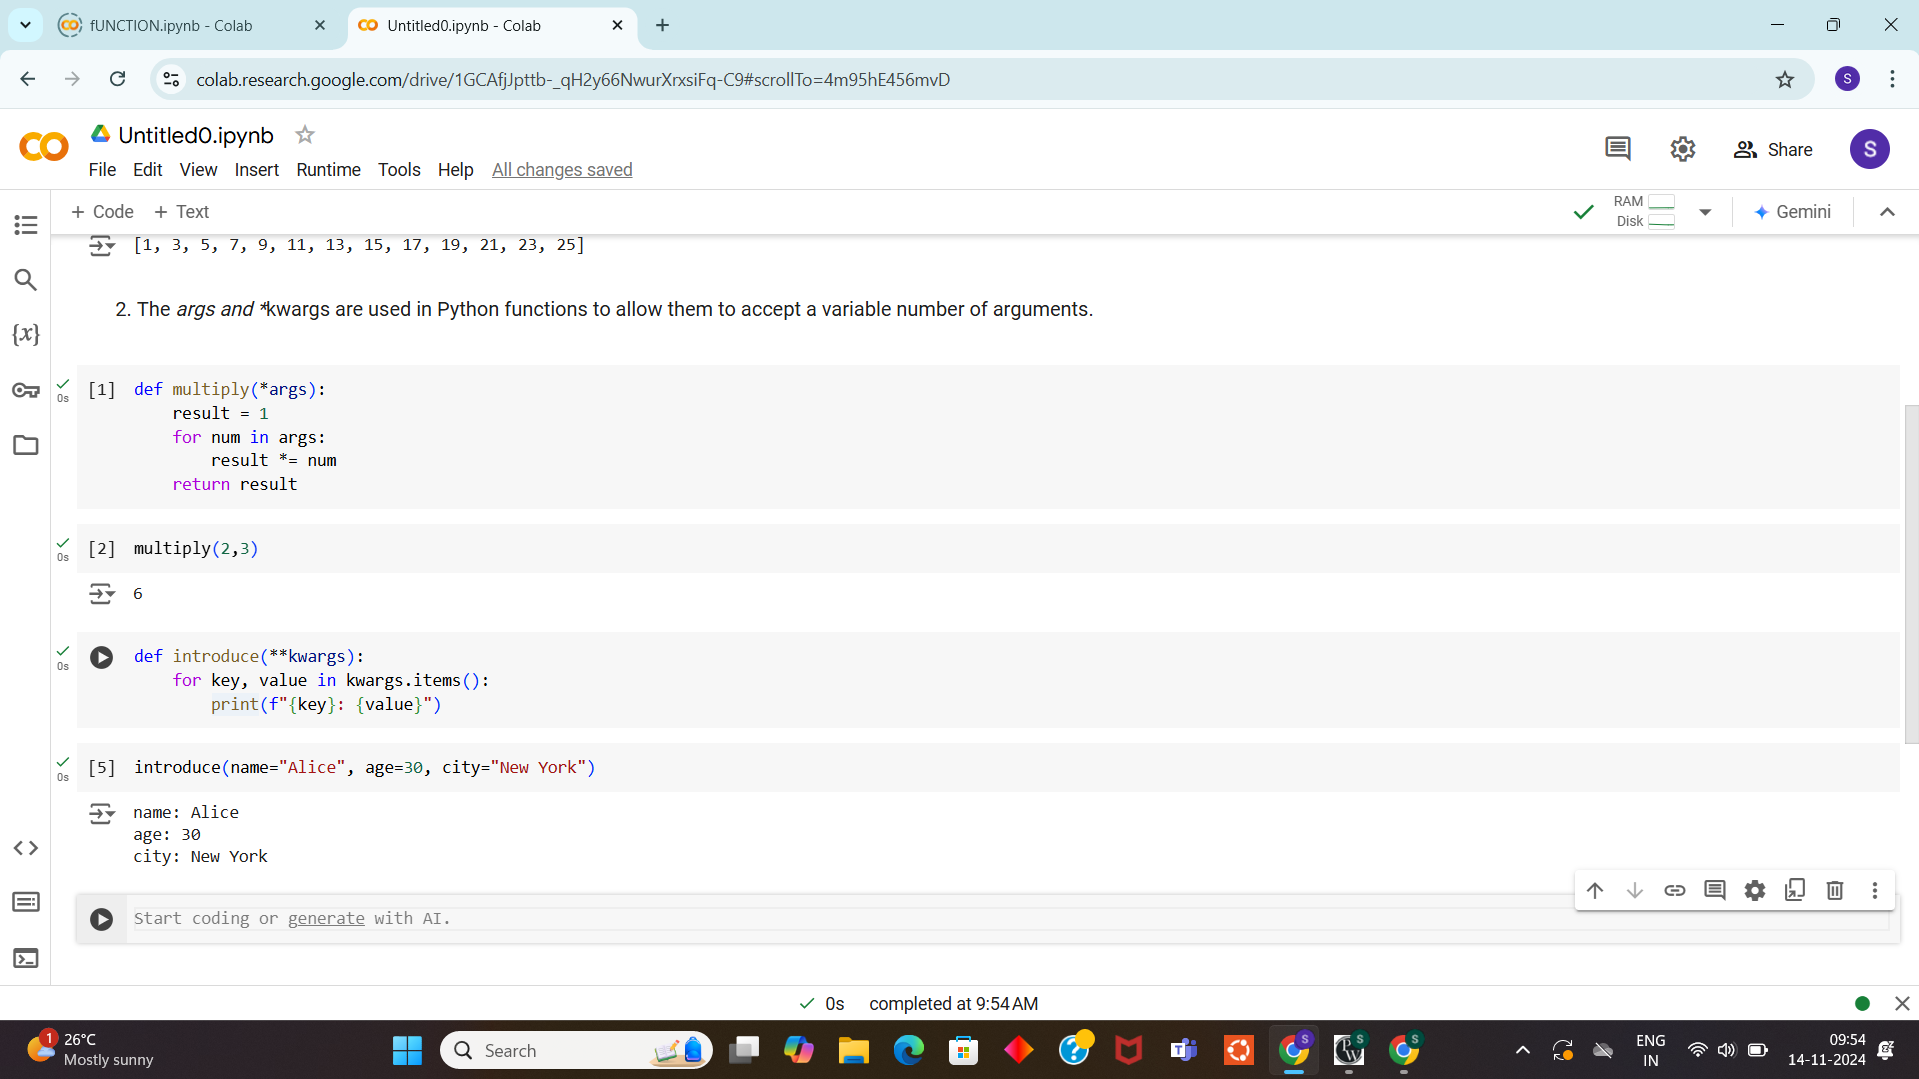 fUNCTION.ipynb - Colab
Untitled0.ipynb - Colab
colab.research.google.com/drive/1GCAfjJpttb-_qH2y66NwurXrxsiFq-C9#scrollTo=4m95hE456mvD
S
CO
Untitled0.ipynb
File Edit View Insert Runtime Tools Help All changes saved
Share
S
+ Code + Text
RAM
Disk
Gemini
[1, 3, 5, 7, 9, 11, 13, 15, 17, 19, 21, 23, 25]
2. The args and *kwargs are used in Python functions to allow them to accept a variable number of arguments.
{x}
0s
[1] def multiply(*args):
result = 1
for num in args:
result *= num
return result
0s
[2] multiply(2,3)
6
0s
def introduce(**kwargs):
for key, value in kwargs.items():
print(f"{key}: {value}")
0s
[5] introduce(name="Alice", age=30, city="New York")
name: Alice
age: 30
city: New York
Start coding or generate with AI.
0s completed at 9:54 AM
1
26°C
Mostly sunny
Search
ENG
IN
09:54
14-11-2024